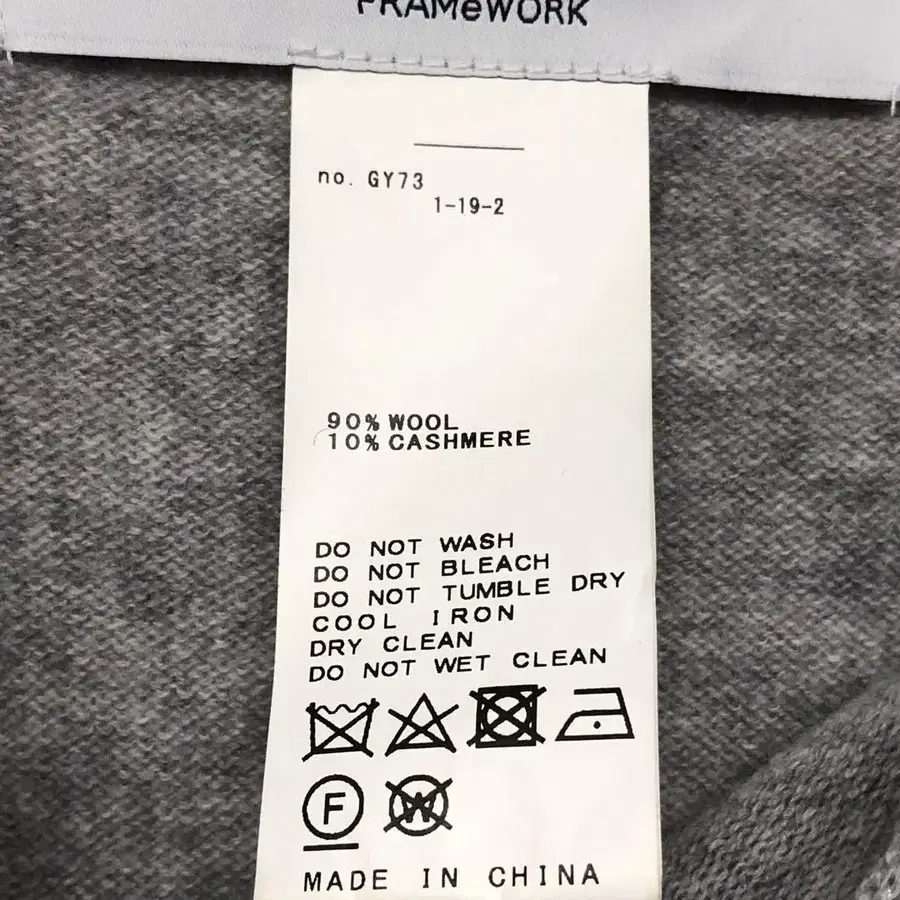 FRAMeWORK
no. GY73
1-19-2
90% WOOL
10% CASHMERE
DO NOT WASH
DO NOT BLEACH
DO NOT TUMBLE DRY
COOL IRON
DRY CLEAN
DO NOT WET CLEAN
F W
MADE IN CHINA